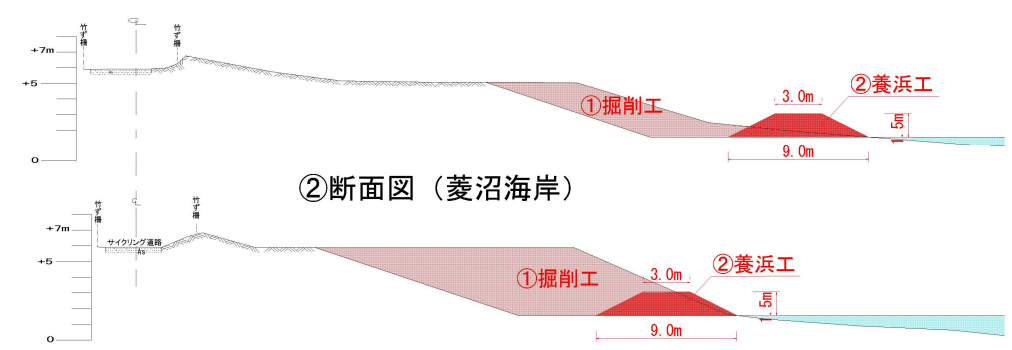 竹ず柵
CL
竹ず柵
+7m
+5
0
①掘削工
②養浜工
3.0m
1.5m
9.0m
②断面図（菱沼海岸）
竹ず柵
CL
竹ず柵
+7m
サイクリング道路
As
+5
0
①掘削工
②養浜工
3.0m
1.5m
9.0m